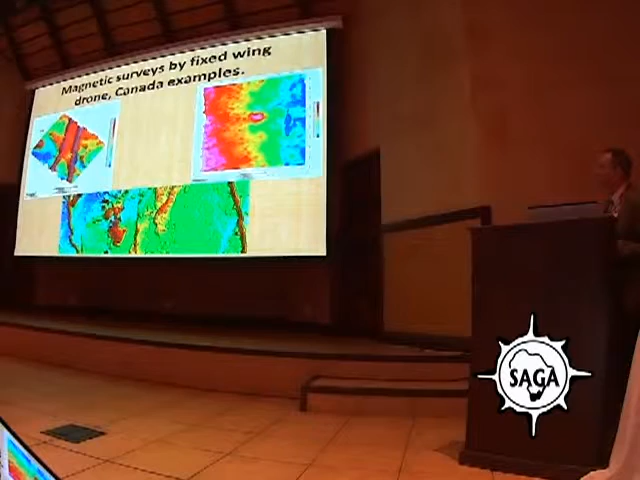 Magnetic surveys by fixed wing
drone, Canada examples.
SAGA